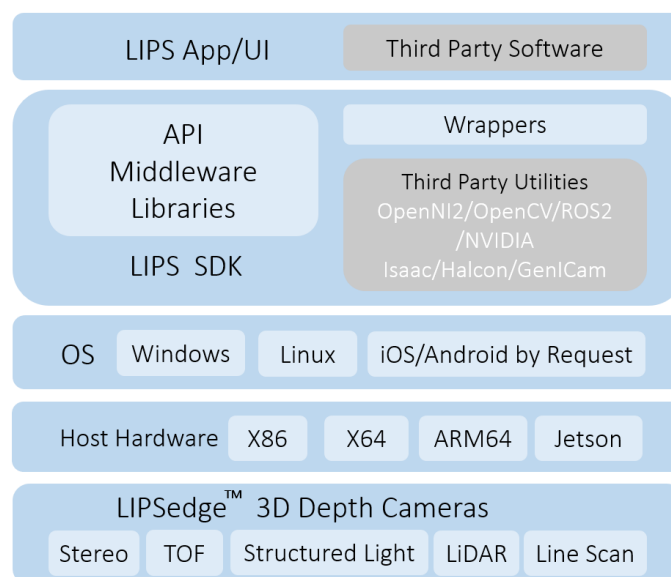 LIPS App/UI
Third Party Software
API
Middleware
Libraries
LIPS SDK
Wrappers
Third Party Utilities
OpenNI2/OpenCV/ROS2
/NVIDIA
Isaac/Halcon/GenICam
OS
Windows
Linux
iOS/Android by Request
Host Hardware
X86
X64
ARM64
Jetson
LIPSedge™ 3D Depth Cameras
Stereo
TOF
Structured Light
LiDAR
Line Scan